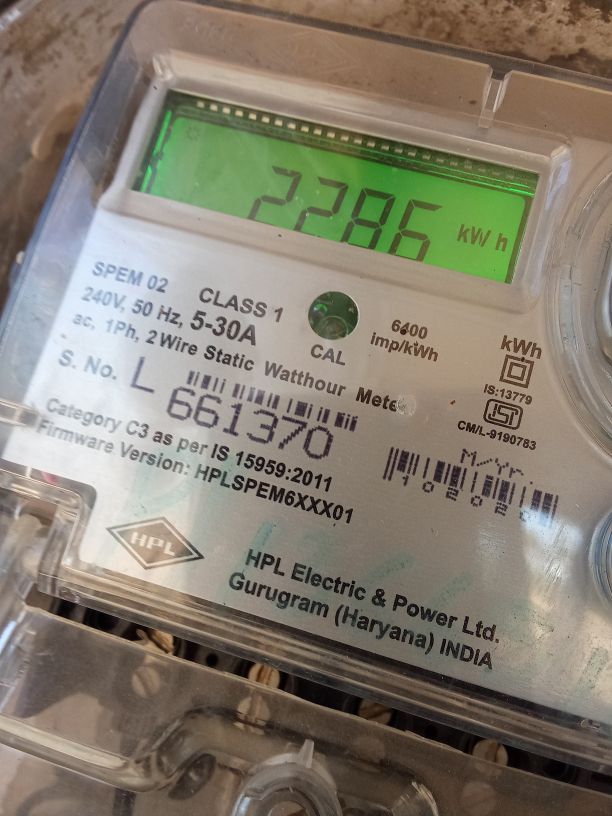 2286 kWh
SPEM 02 CLASS 1
240V, 50 Hz, 5-30A
ac, 1Ph, 2 Wire Static Watthour Meter
CAL
6400
imp/kWh
kWh
IS:13779
ISI
CM/L-9190783
S. No. L 661370
Category C3 as per IS 15959:2011
Firmware Version: HPLSPEM6XXX01
M/Yr.
HPL
HPL Electric & Power Ltd.
Gurugram (Haryana) INDIA